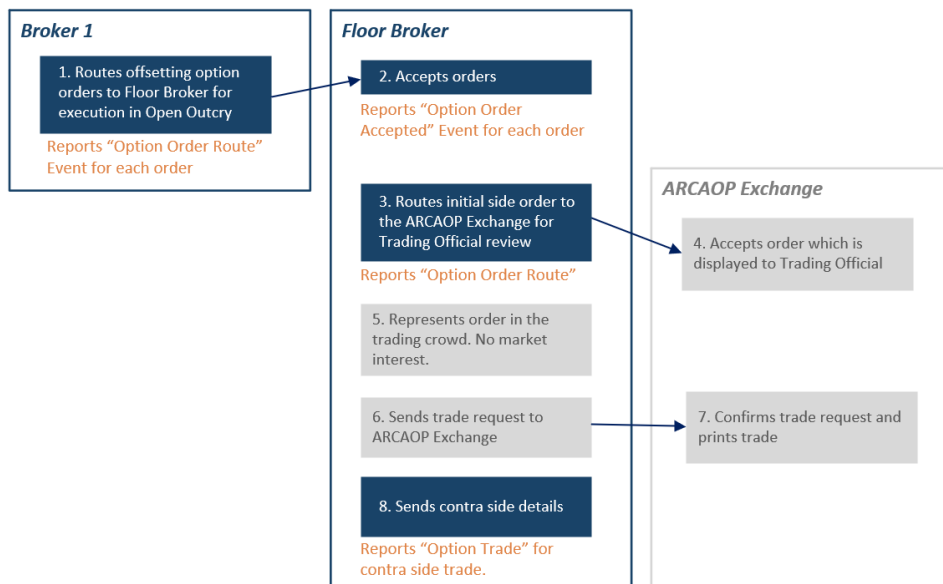 Broker 1
1. Routes offsetting option
orders to Floor Broker for
execution in Open Outcry
Reports “Option Order Route”
Event for each order
Floor Broker
2. Accepts orders
Reports “Option Order
Accepted” Event for each order
3. Routes initial side order to
the ARCAOP Exchange for
Trading Official review
Reports “Option Order Route”
ARCAOP Exchange
4. Accepts order which is
displayed to Trading Official
5. Represents order in the
trading crowd. No market
interest.
6. Sends trade request to
ARCAOP Exchange
7. Confirms trade request and
prints trade
8. Sends contra side details
Reports “Option Trade” for
contra side trade.